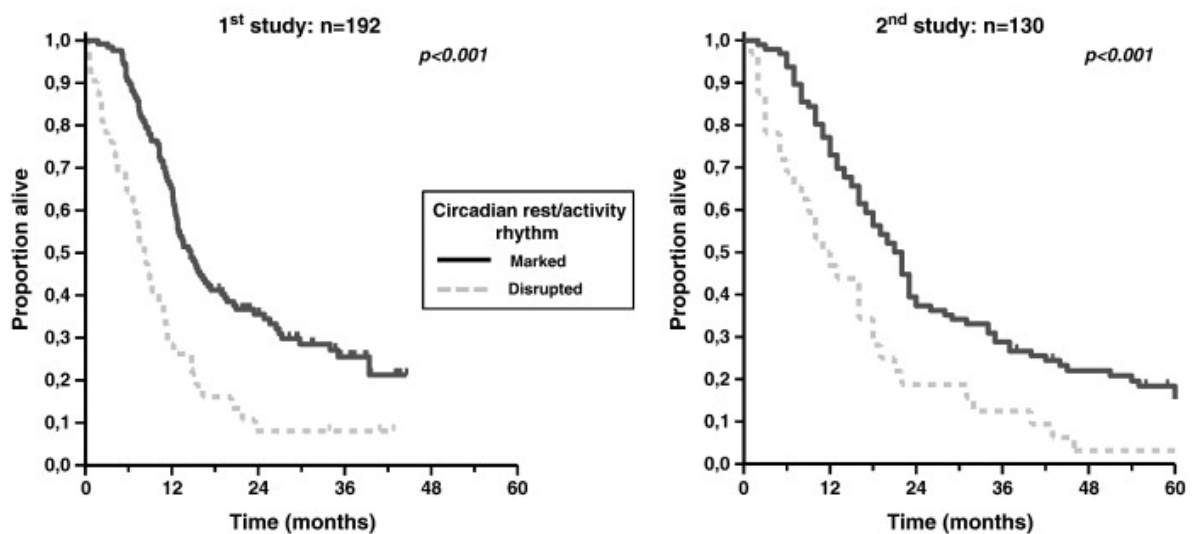 1st study: n=192
p<0.001
Proportion alive
1,0
0,9
0,8
0,7
0,6
0,5
0,4
0,3
0,2
0,1
0,0
0 12 24 36 48 60
Time (months)
Circadian rest/activity
rhythm
Marked
Disrupted
2nd study: n=130
p<0.001
Proportion alive
1,0
0,9
0,8
0,7
0,6
0,5
0,4
0,3
0,2
0,1
0,0
0 12 24 36 48 60
Time (months)